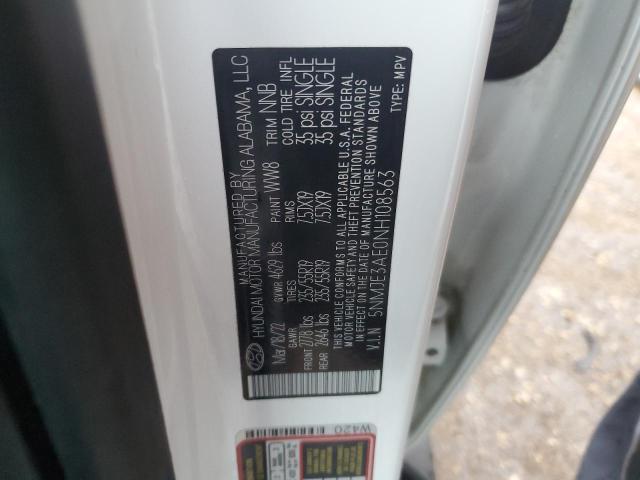 MANUFACTURED BY
HYUNDAI MOTOR MANUFACTURING ALABAMA, LLC
Mar/18/22 GVWR 4629 lbs PAINT WW8 TRIM NNB
GAWR TIRES RIMS COLD TIRE INFL
FRONT 2778 lbs 235/55R19 7.5JX19 35 psi SINGLE
REAR 2646 lbs 235/55R19 7.5JX19 35 psi SINGLE
THIS VEHICLE CONFORMS TO ALL APPLICABLE U.S.A. FEDERAL
MOTOR VEHICLE SAFETY AND THEFT PREVENTION STANDARDS
IN EFFECT ON THE DATE OF MANUFACTURE SHOWN ABOVE
V.I.N 5NMJE3AE0NH108563 TYPE: MPV
W420